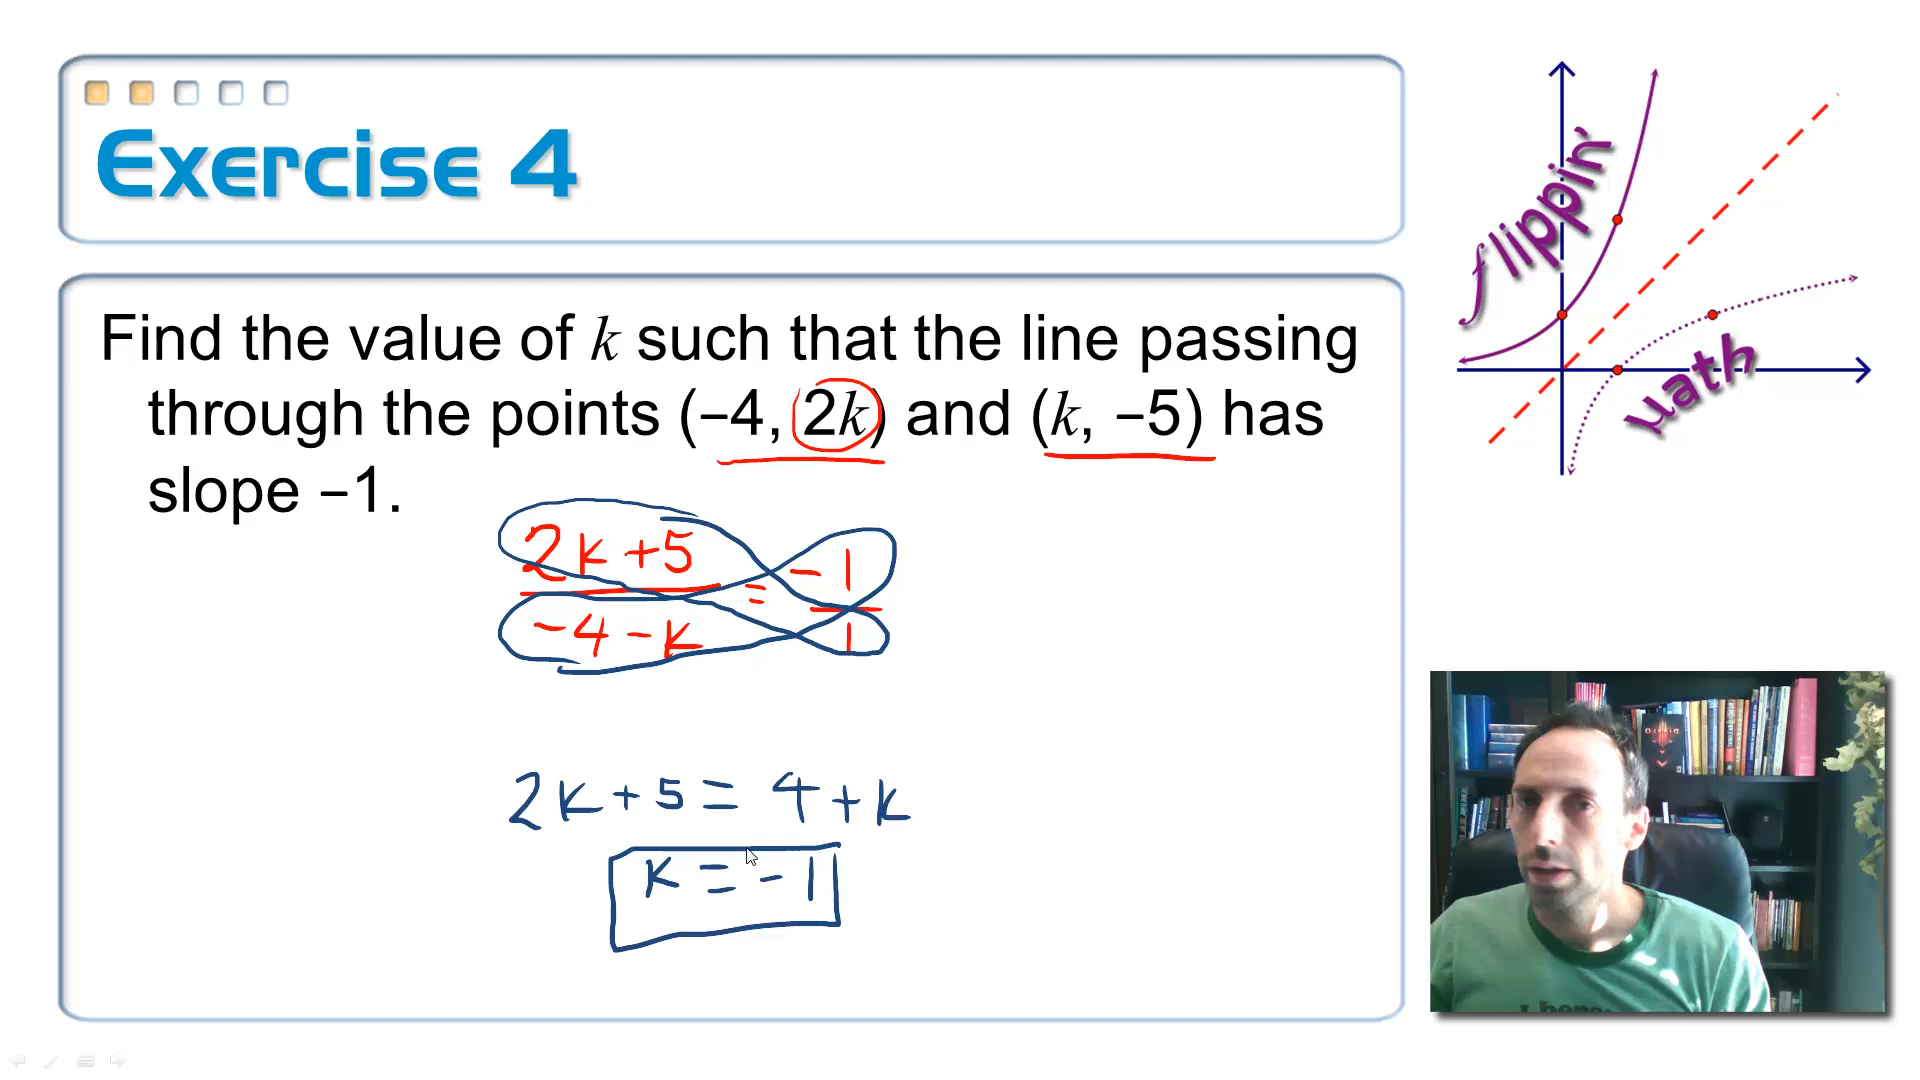 Exercise 4
Find the value of k such that the line passing
through the points (−4, 2k) and (k, −5) has
slope −1.
2k+5 = -1
-4-k 1
2k+5 = 4+k
k = -1
flippin'
math
DIABLO